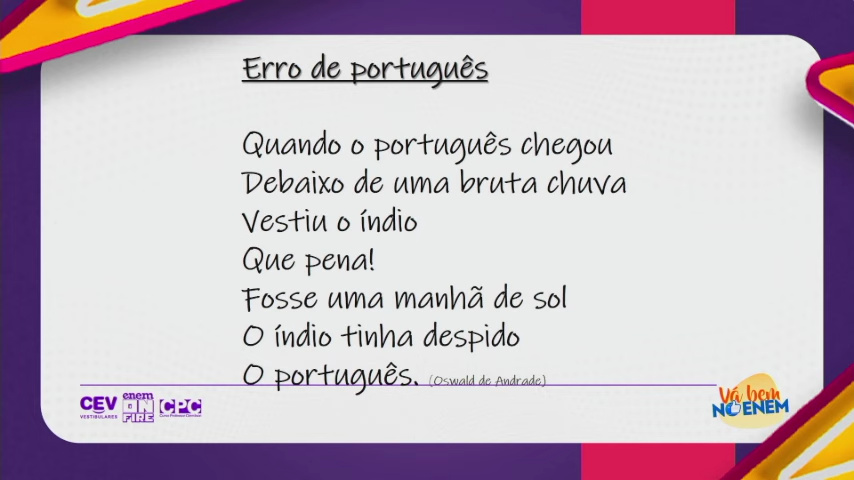 Erro de português
Quando o português chegou
Debaixo de uma bruta chuva
Vestiu o índio
Que pena!
Fosse uma manhã de sol
O índio tinha despido
O português. (Oswald de Andrade)
CEV
VESTIBULARES
enem
ON
FIRE
CPC
Vá bem
NO ENEM